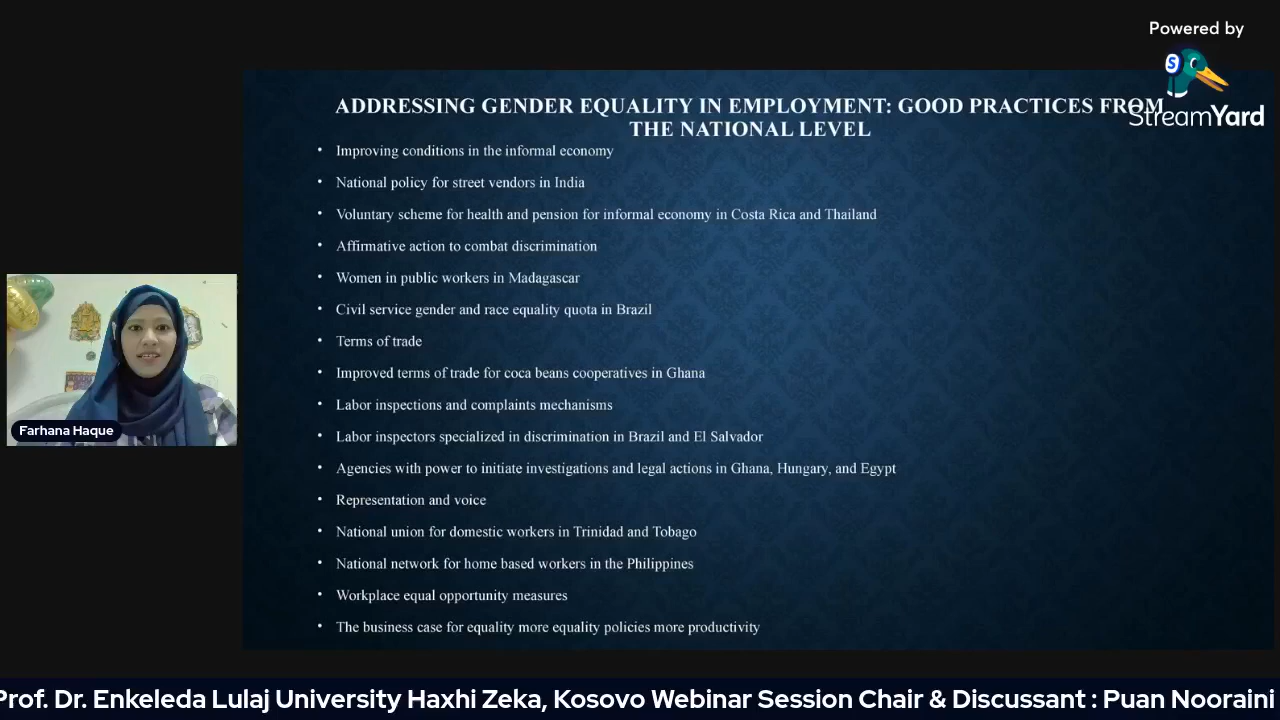 Powered by
StreamYard
ADDRESSING GENDER EQUALITY IN EMPLOYMENT: GOOD PRACTICES FROM
THE NATIONAL LEVEL
• Improving conditions in the informal economy
• National policy for street vendors in India
• Voluntary scheme for health and pension for informal economy in Costa Rica and Thailand
• Affirmative action to combat discrimination
• Women in public workers in Madagascar
• Civil service gender and race equality quota in Brazil
• Terms of trade
• Improved terms of trade for coca beans cooperatives in Ghana
• Labor inspections and complaints mechanisms
• Labor inspectors specialized in discrimination in Brazil and El Salvador
• Agencies with power to initiate investigations and legal actions in Ghana, Hungary, and Egypt
• Representation and voice
• National union for domestic workers in Trinidad and Tobago
• National network for home based workers in the Philippines
• Workplace equal opportunity measures
• The business case for equality more equality policies more productivity
Farhana Haque
Prof. Dr. Enkeleda Lulaj University Haxhi Zeka, Kosovo Webinar Session Chair & Discussant : Puan Nooraini